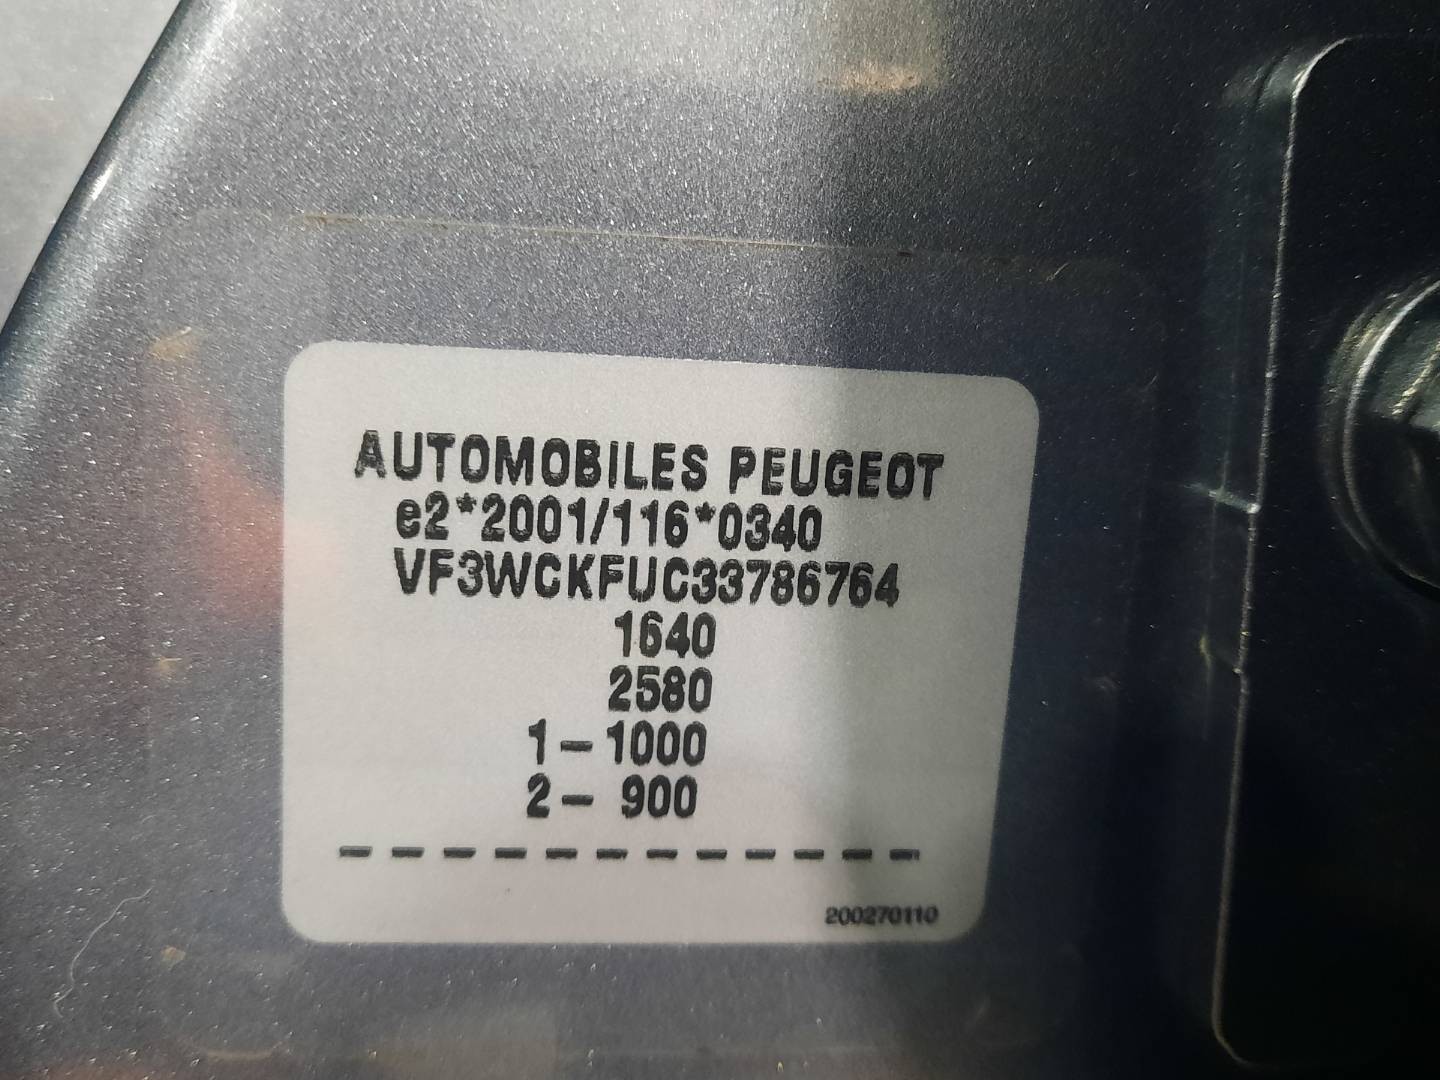 AUTOMOBILES PEUGEOT
e2*2001/116*0340
VF3WCKFUC33786764
1640
2580
1- 1000
2- 900
- - - - - - - - - - - -
200270110